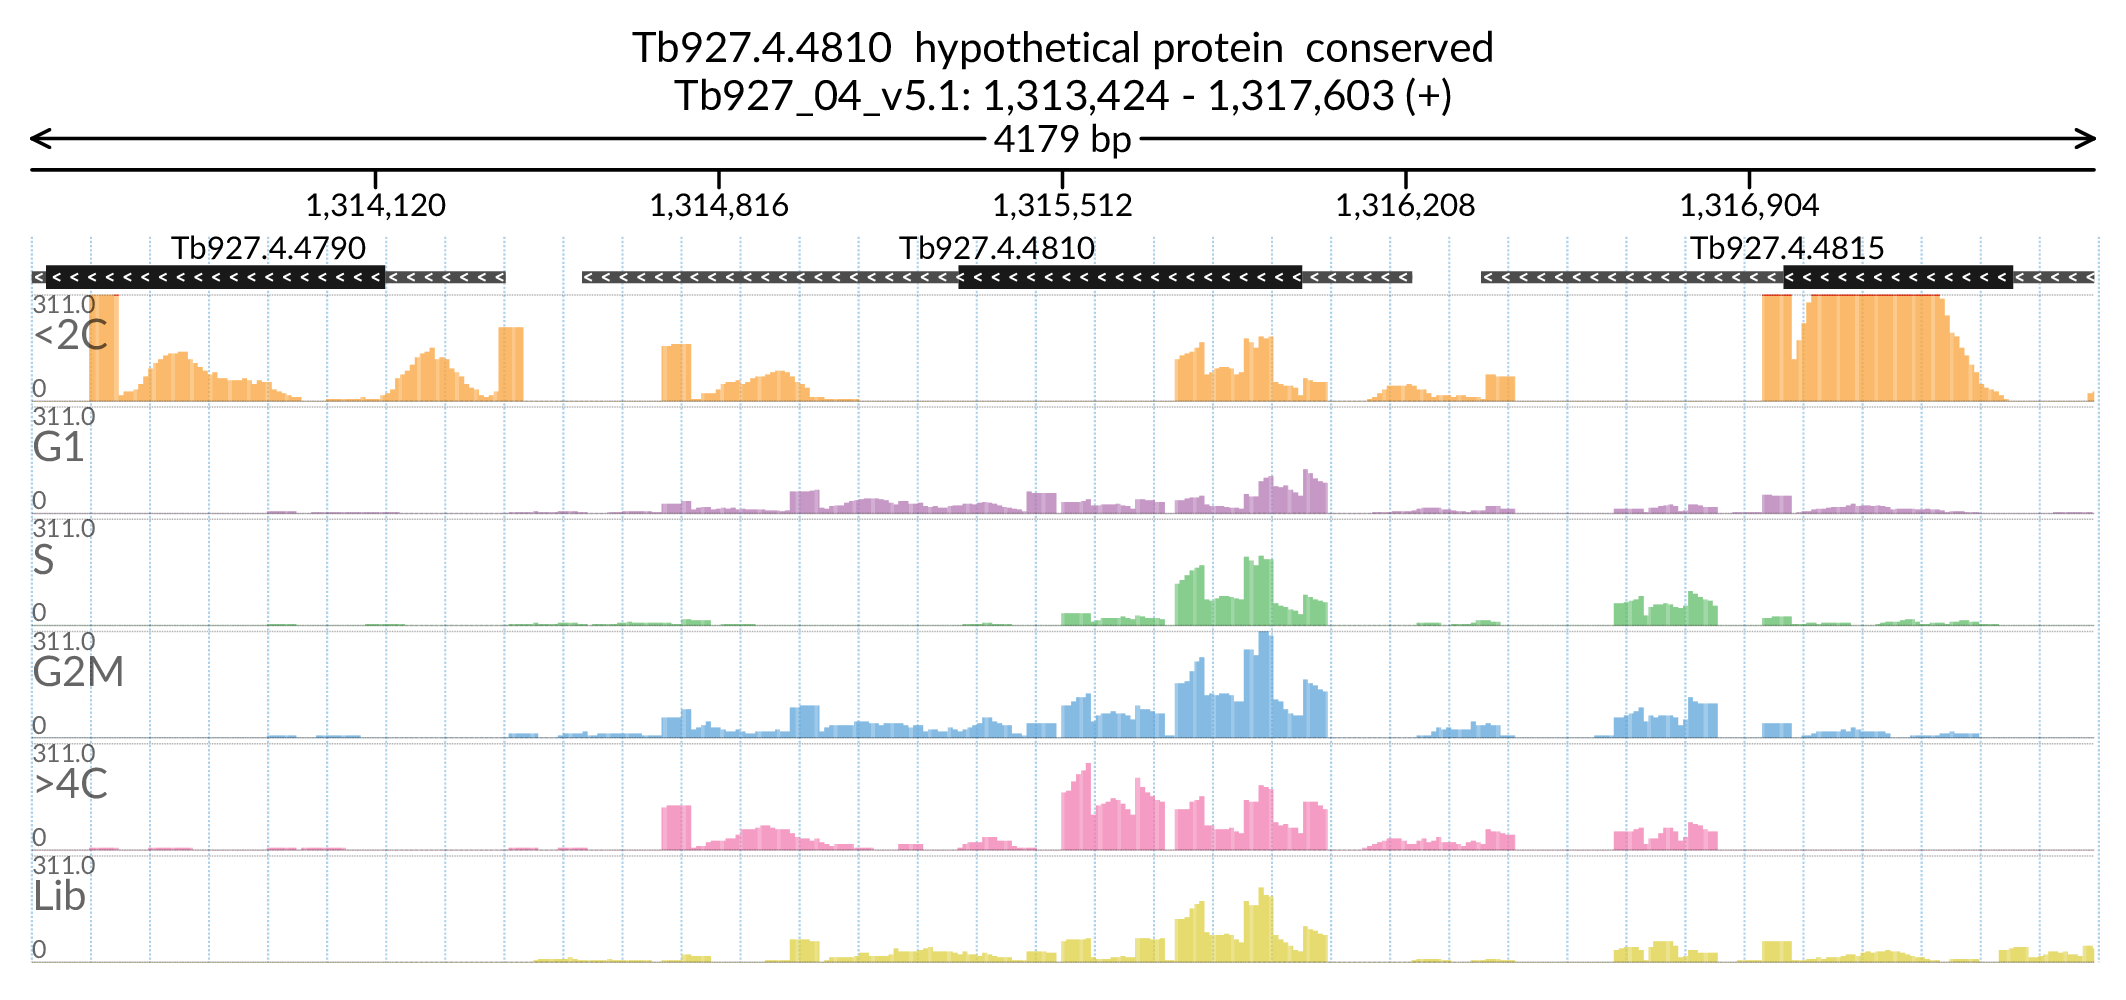 Tb927.4.4810 hypothetical protein conserved
Tb927_04_v5.1: 1,313,424 - 1,317,603 (+)
4179 bp
1,314,120 1,314,816 1,315,512 1,316,208 1,316,904
Tb927.4.4790 Tb927.4.4810 Tb927.4.4815
311.0
<2C
0
311.0
G1
0
311.0
S
0
311.0
G2M
0
311.0
>4C
0
311.0
Lib
0